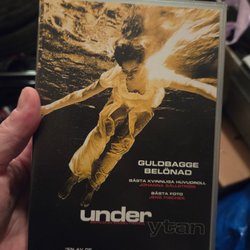 GULDBAGGE
BELÖNAD
BÄSTA KVINNLIGA HUVUDROLL
JOHANNA SÄLLSTRÖM
BÄSTA FOTO
JENS FISCHER
under
ytan